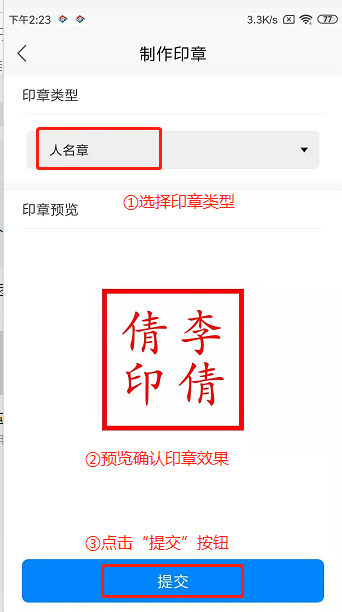 下午2:23
3.3K/s
77
制作印章
印章类型
人名章
①选择印章类型
印章预览
倩李
印倩
②预览确认印章效果
③点击“提交”按钮
提交